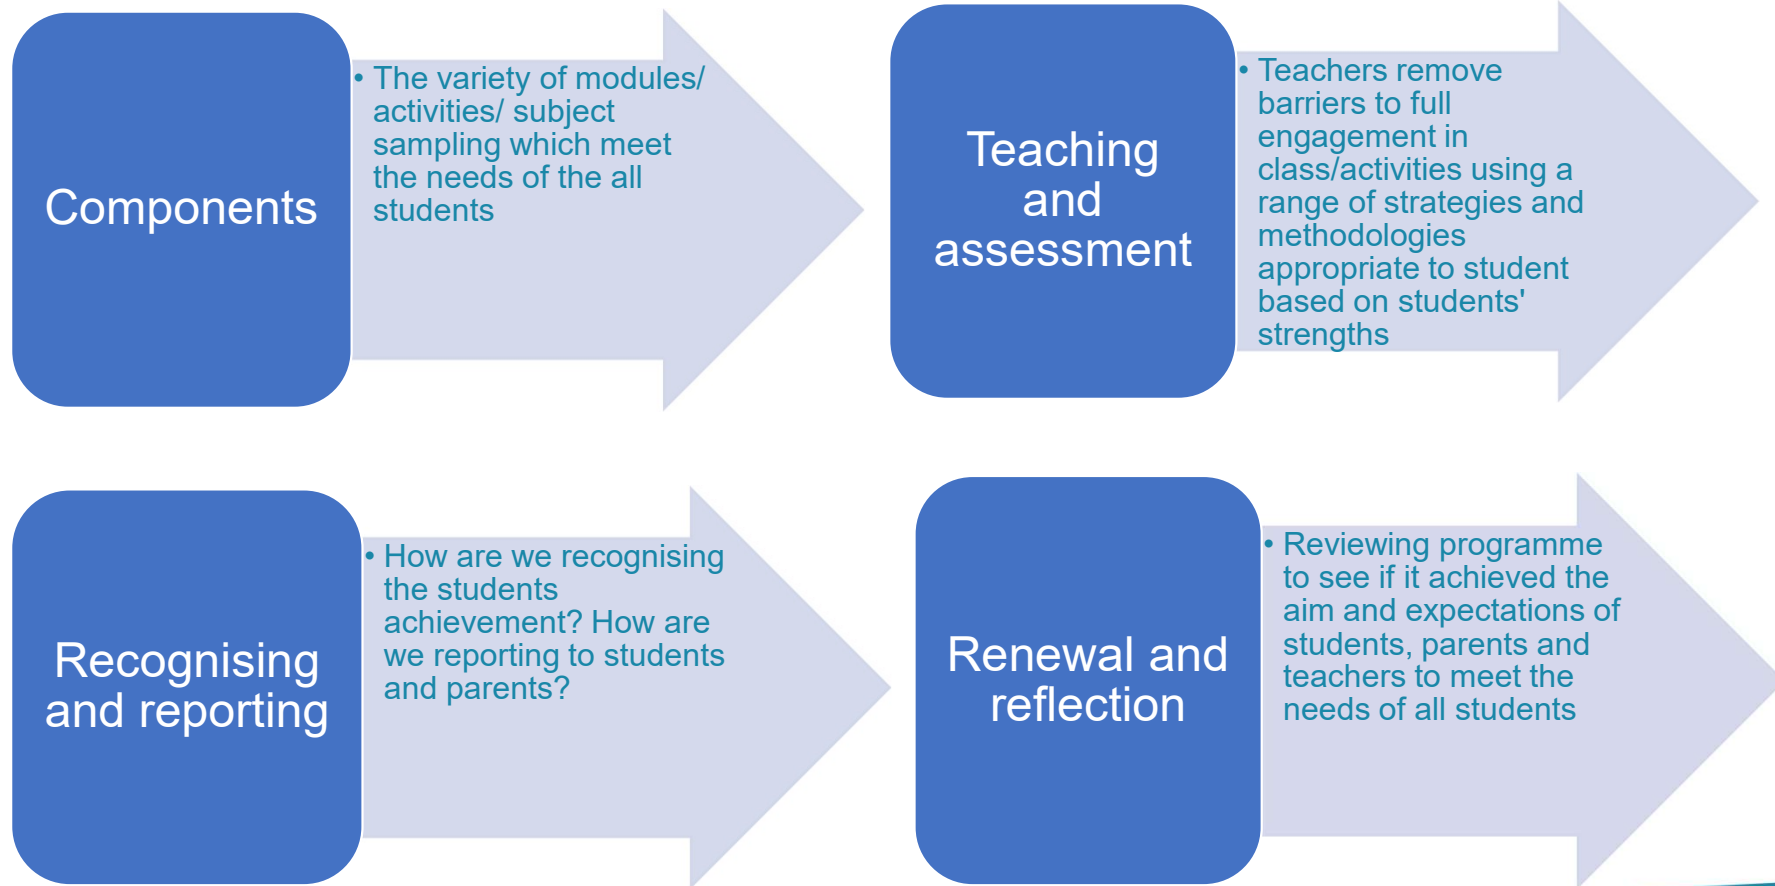 Components
• The variety of modules/
activities/ subject
sampling which meet
the needs of the all
students
Teaching
and
assessment
• Teachers remove
barriers to full
engagement in
class/activities using a
range of strategies and
methodologies
appropriate to student
based on students'
strengths
Recognising
and reporting
• How are we recognising
the students
achievement? How are
we reporting to students
and parents?
Renewal and
reflection
• Reviewing programme
to see if it achieved the
aim and expectations of
students, parents and
teachers to meet the
needs of all students